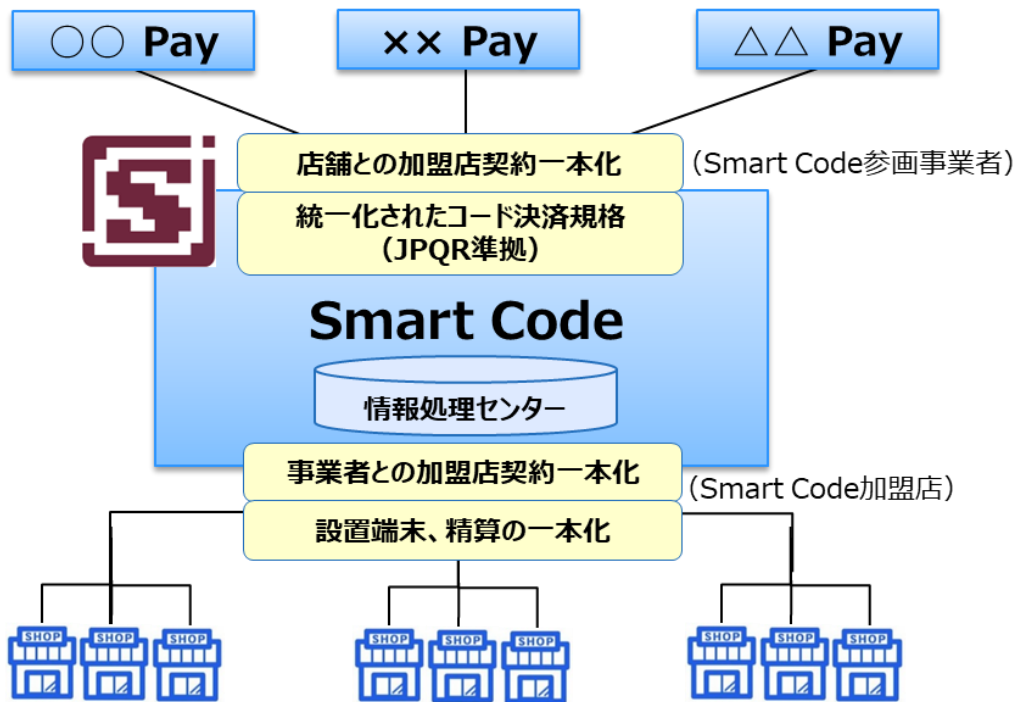 ○○ Pay
×× Pay
△△ Pay
店舗との加盟店契約一本化
（Smart Code参画事業者）
統一化されたコード決済規格
（JPQR準拠）
Smart Code
情報処理センター
事業者との加盟店契約一本化
（Smart Code加盟店）
設置端末、精算の一本化
SHOP
SHOP
SHOP
SHOP
SHOP
SHOP
SHOP
SHOP
SHOP